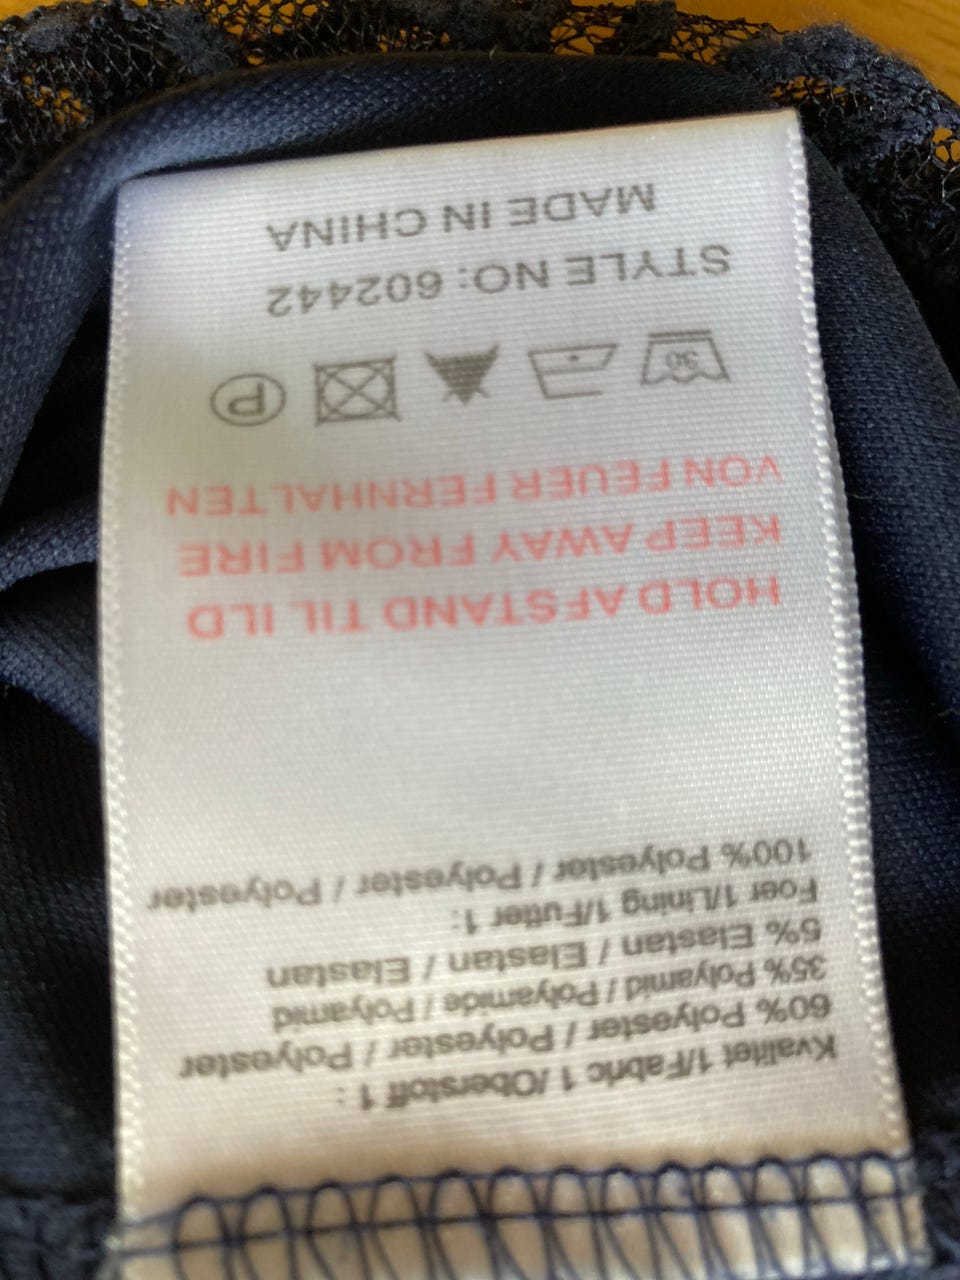 Kvalitet 1/Fabric 1 /Oberstoff 1 :
60% Polyester / Polyester / Polyester
35% Polyamid / Polyamide / Polyamid
5% Elastan / Elastan / Elastan
Foer 1/Lining 1/Futter 1 :
100% Polyester / Polyester / Polyester
HOLD AFSTAND TIL ILD
KEEP AWAY FROM FIRE
VON FEUER FERNHALTEN
30 P
STYLE NO: 602442
MADE IN CHINA